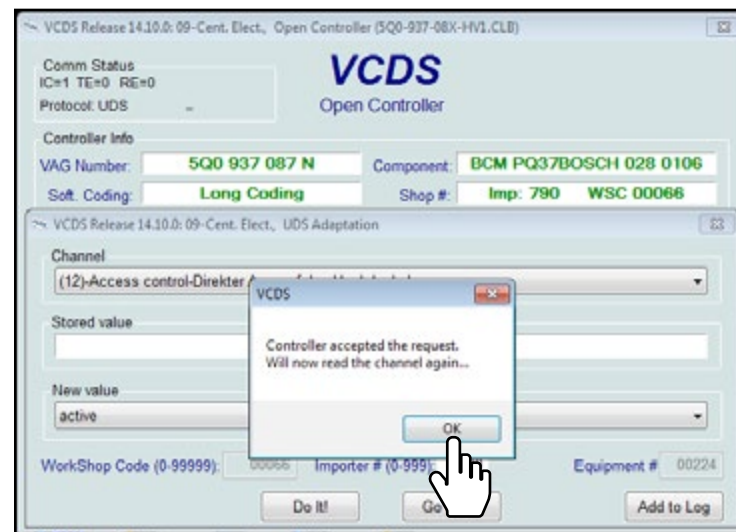 VCDS Release 14.10.0: 09-Cent. Elect., Open Controller (5Q0-937-08X-HV1.CLB)
Comm Status
IC=1 TE=0 RE=0
Protocol: UDS
VCDS
Open Controller
Controller Info
VAG Number: 5Q0 937 087 N Component: BCM PQ37BOSCH 028 0106
Soft. Coding: Long Coding Shop #: Imp: 790 WSC 00066
VCDS Release 14.10.0: 09-Cent. Elect., UDS Adaptation
Channel
(12)-Access control-Direkter
VCDS
Stored value
Controller accepted the request.
Will now read the channel again...
New value
active
OK
WorkShop Code (0-99999): 00066 Importer # (0-999): Equipment # 00224
Do It! Go Add to Log